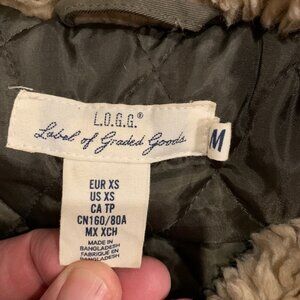 L.O.G.G.®
Label of Graded Goods
M
EUR XS
US XS
CA TP
CN160/80A
MX XCH
MADE IN
BANGLADESH
FABRIQUÉ EN
BANGLADESH